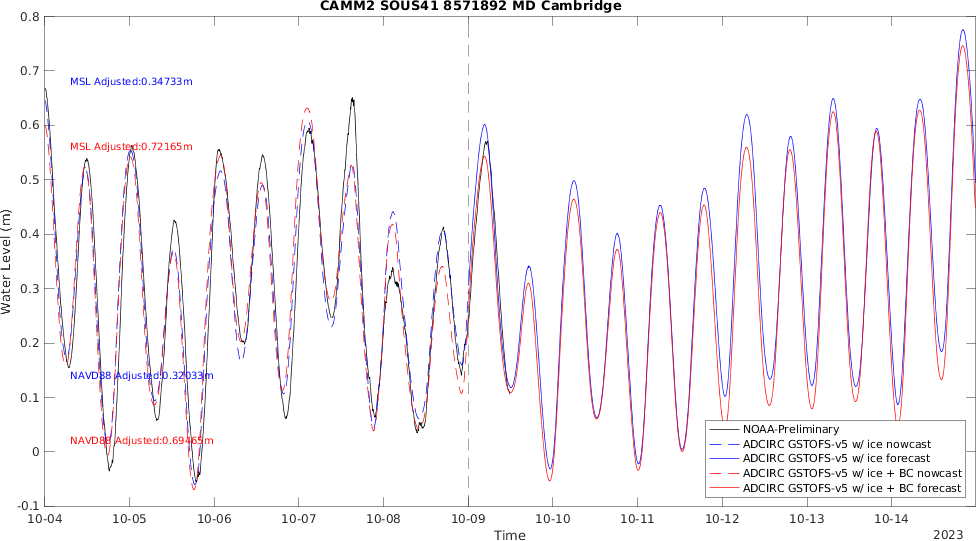 CAMM2 SOUS41 8571892 MD Cambridge
0.8
0.7
0.6
0.5
0.4
0.3
0.2
0.1
0
-0.1
Water Level (m)
MSL Adjusted:0.34733m
MSL Adjusted:0.72165m
NAVD88 Adjusted:0.32033m
NAVD88 Adjusted:0.69465m
NOAA-Preliminary
ADCIRC GSTOFS-v5 w/ ice nowcast
ADCIRC GSTOFS-v5 w/ ice forecast
ADCIRC GSTOFS-v5 w/ ice + BC nowcast
ADCIRC GSTOFS-v5 w/ ice + BC forecast
10-04 10-05 10-06 10-07 10-08 10-09 10-10 10-11 10-12 10-13 10-14
Time
2023